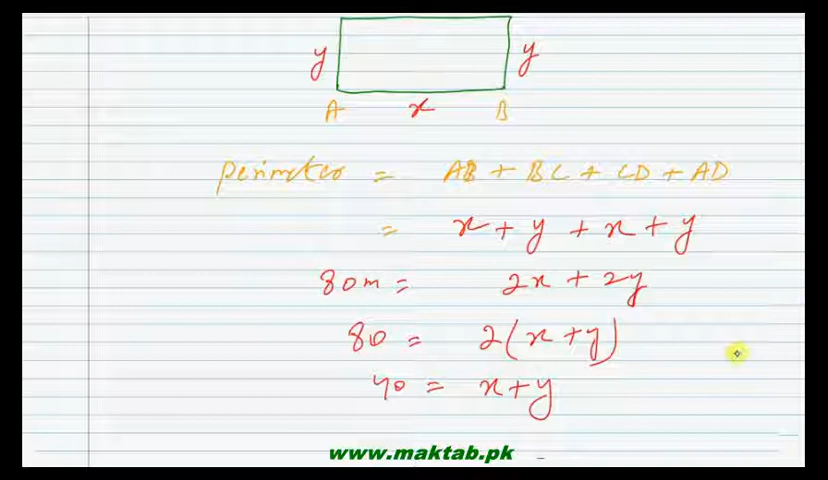 y y
A x B
perimeter = AB + BC + CD + AD
= x + y + x + y
80m = 2x + 2y
80 = 2(x + y)
40 = x + y
www.maktab.pk